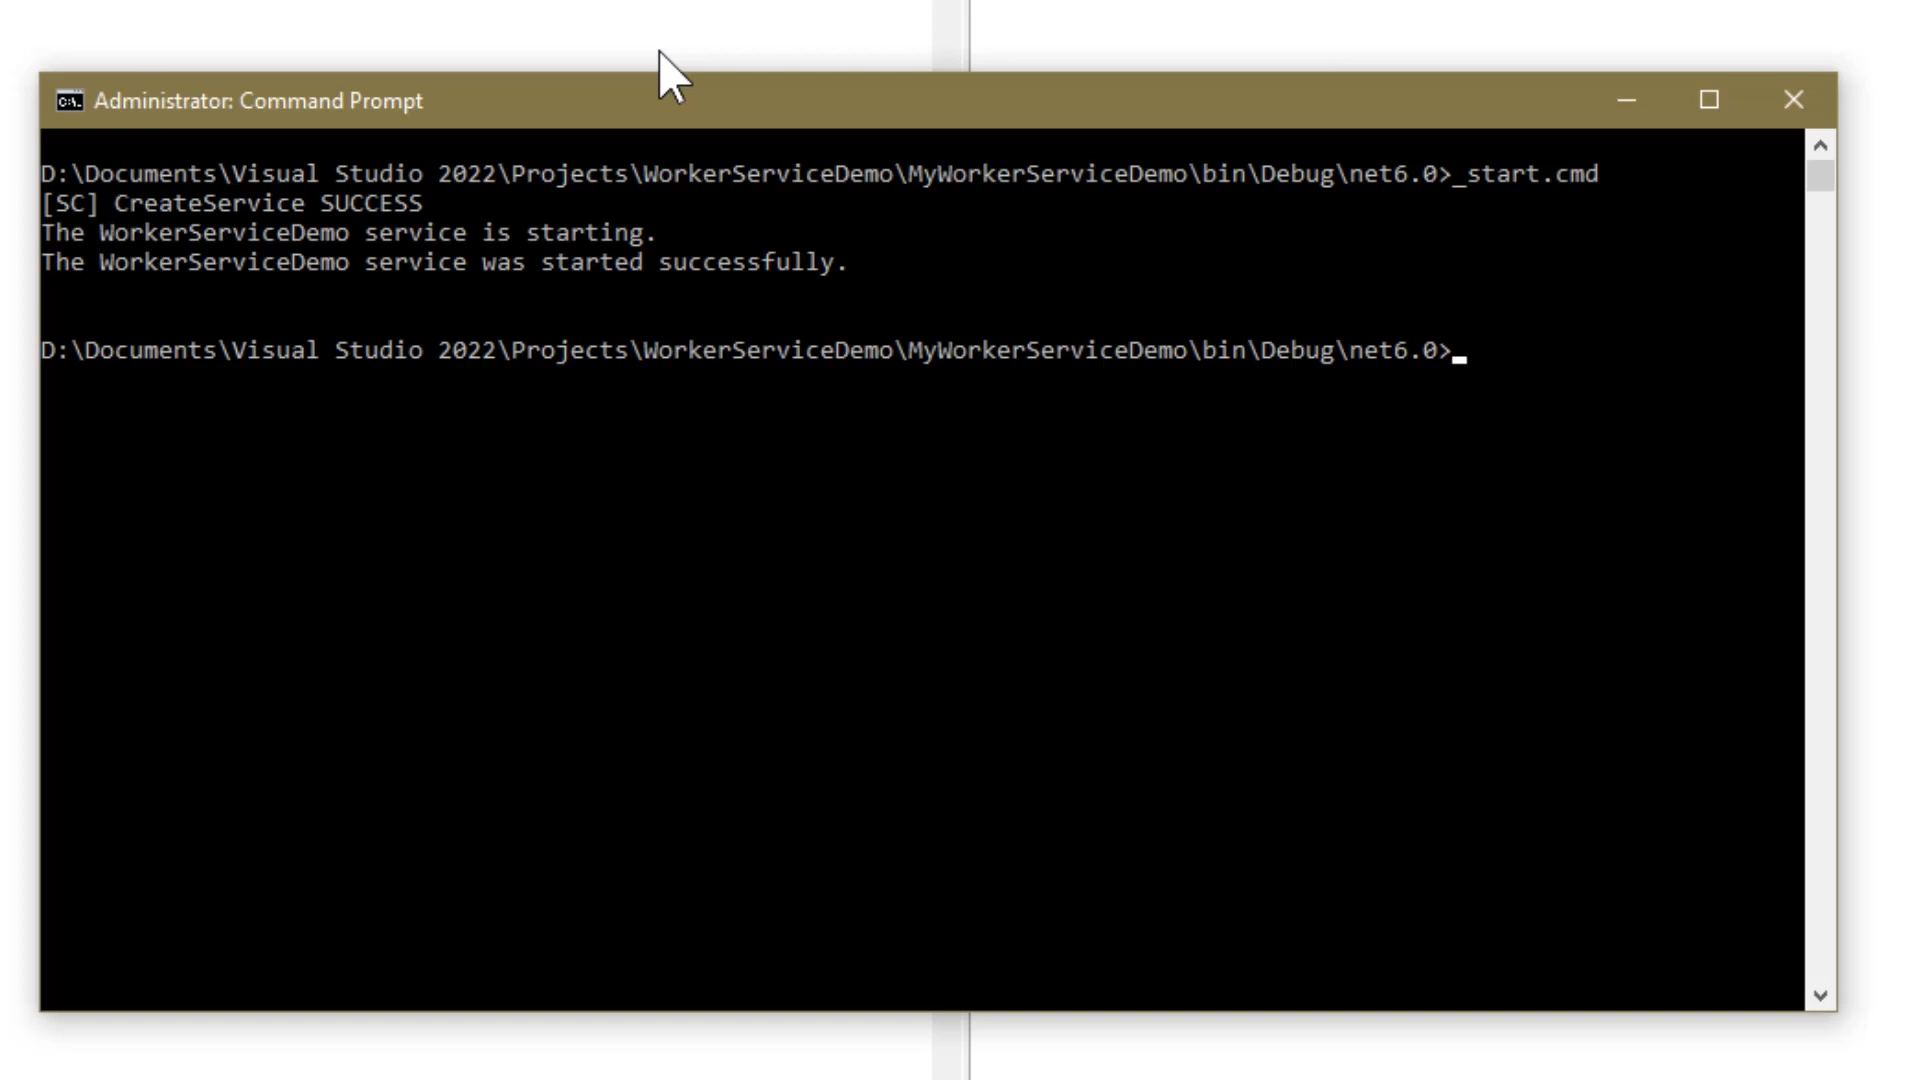 Administrator: Command Prompt
D:\Documents\Visual Studio 2022\Projects\WorkerServiceDemo\MyWorkerServiceDemo\bin\Debug\net6.0>_start.cmd
[SC] CreateService SUCCESS
The WorkerServiceDemo service is starting.
The WorkerServiceDemo service was started successfully.
D:\Documents\Visual Studio 2022\Projects\WorkerServiceDemo\MyWorkerServiceDemo\bin\Debug\net6.0>